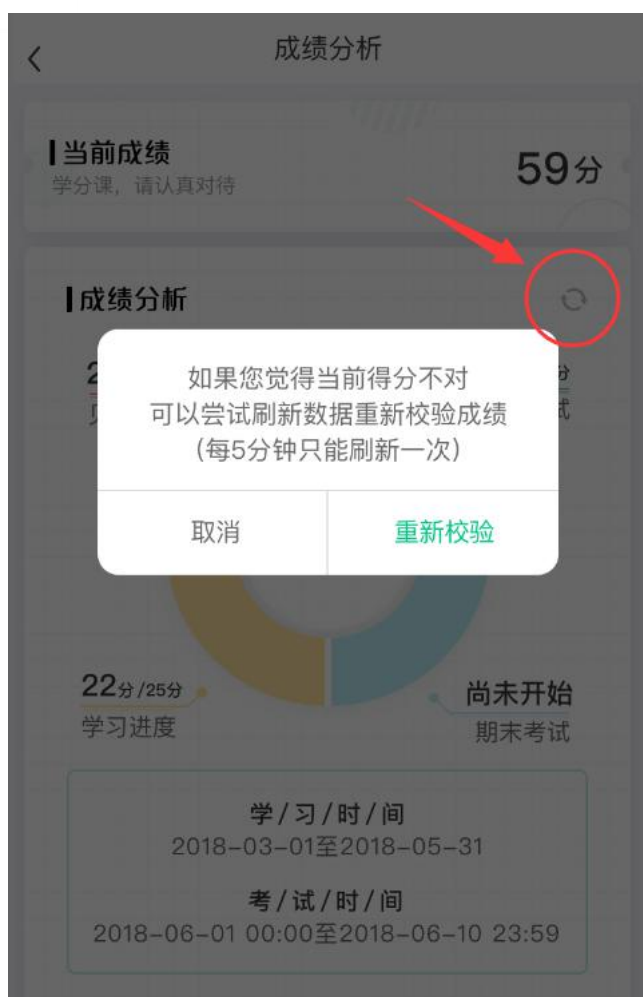 成绩分析
当前成绩
59分
学分课，请认真对待
成绩分析
如果您觉得当前得分不对
可以尝试刷新数据重新校验成绩
(每5分钟只能刷新一次)
取消
重新校验
22分/25分
尚未开始
学习进度
期末考试
学/习/时/间
2018-03-01至2018-05-31
考/试/时/间
2018-06-01 00:00至2018-06-10 23:59